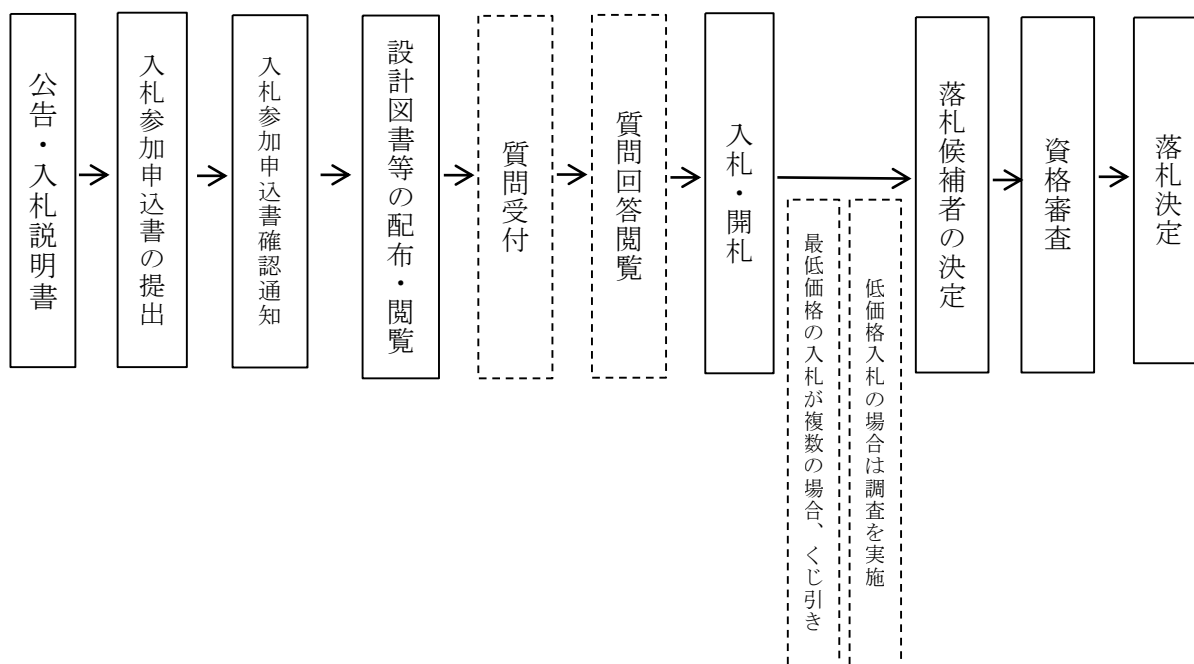 公告・入札説明書
入札参加申込書の提出
入札参加申込書確認通知
設計図書等の配布・閲覧
質問受付
質問回答閲覧
入札・開札
最低価格の入札が複数の場合、くじ引き
低価格入札の場合は調査を実施
落札候補者の決定
資格審査
落札決定